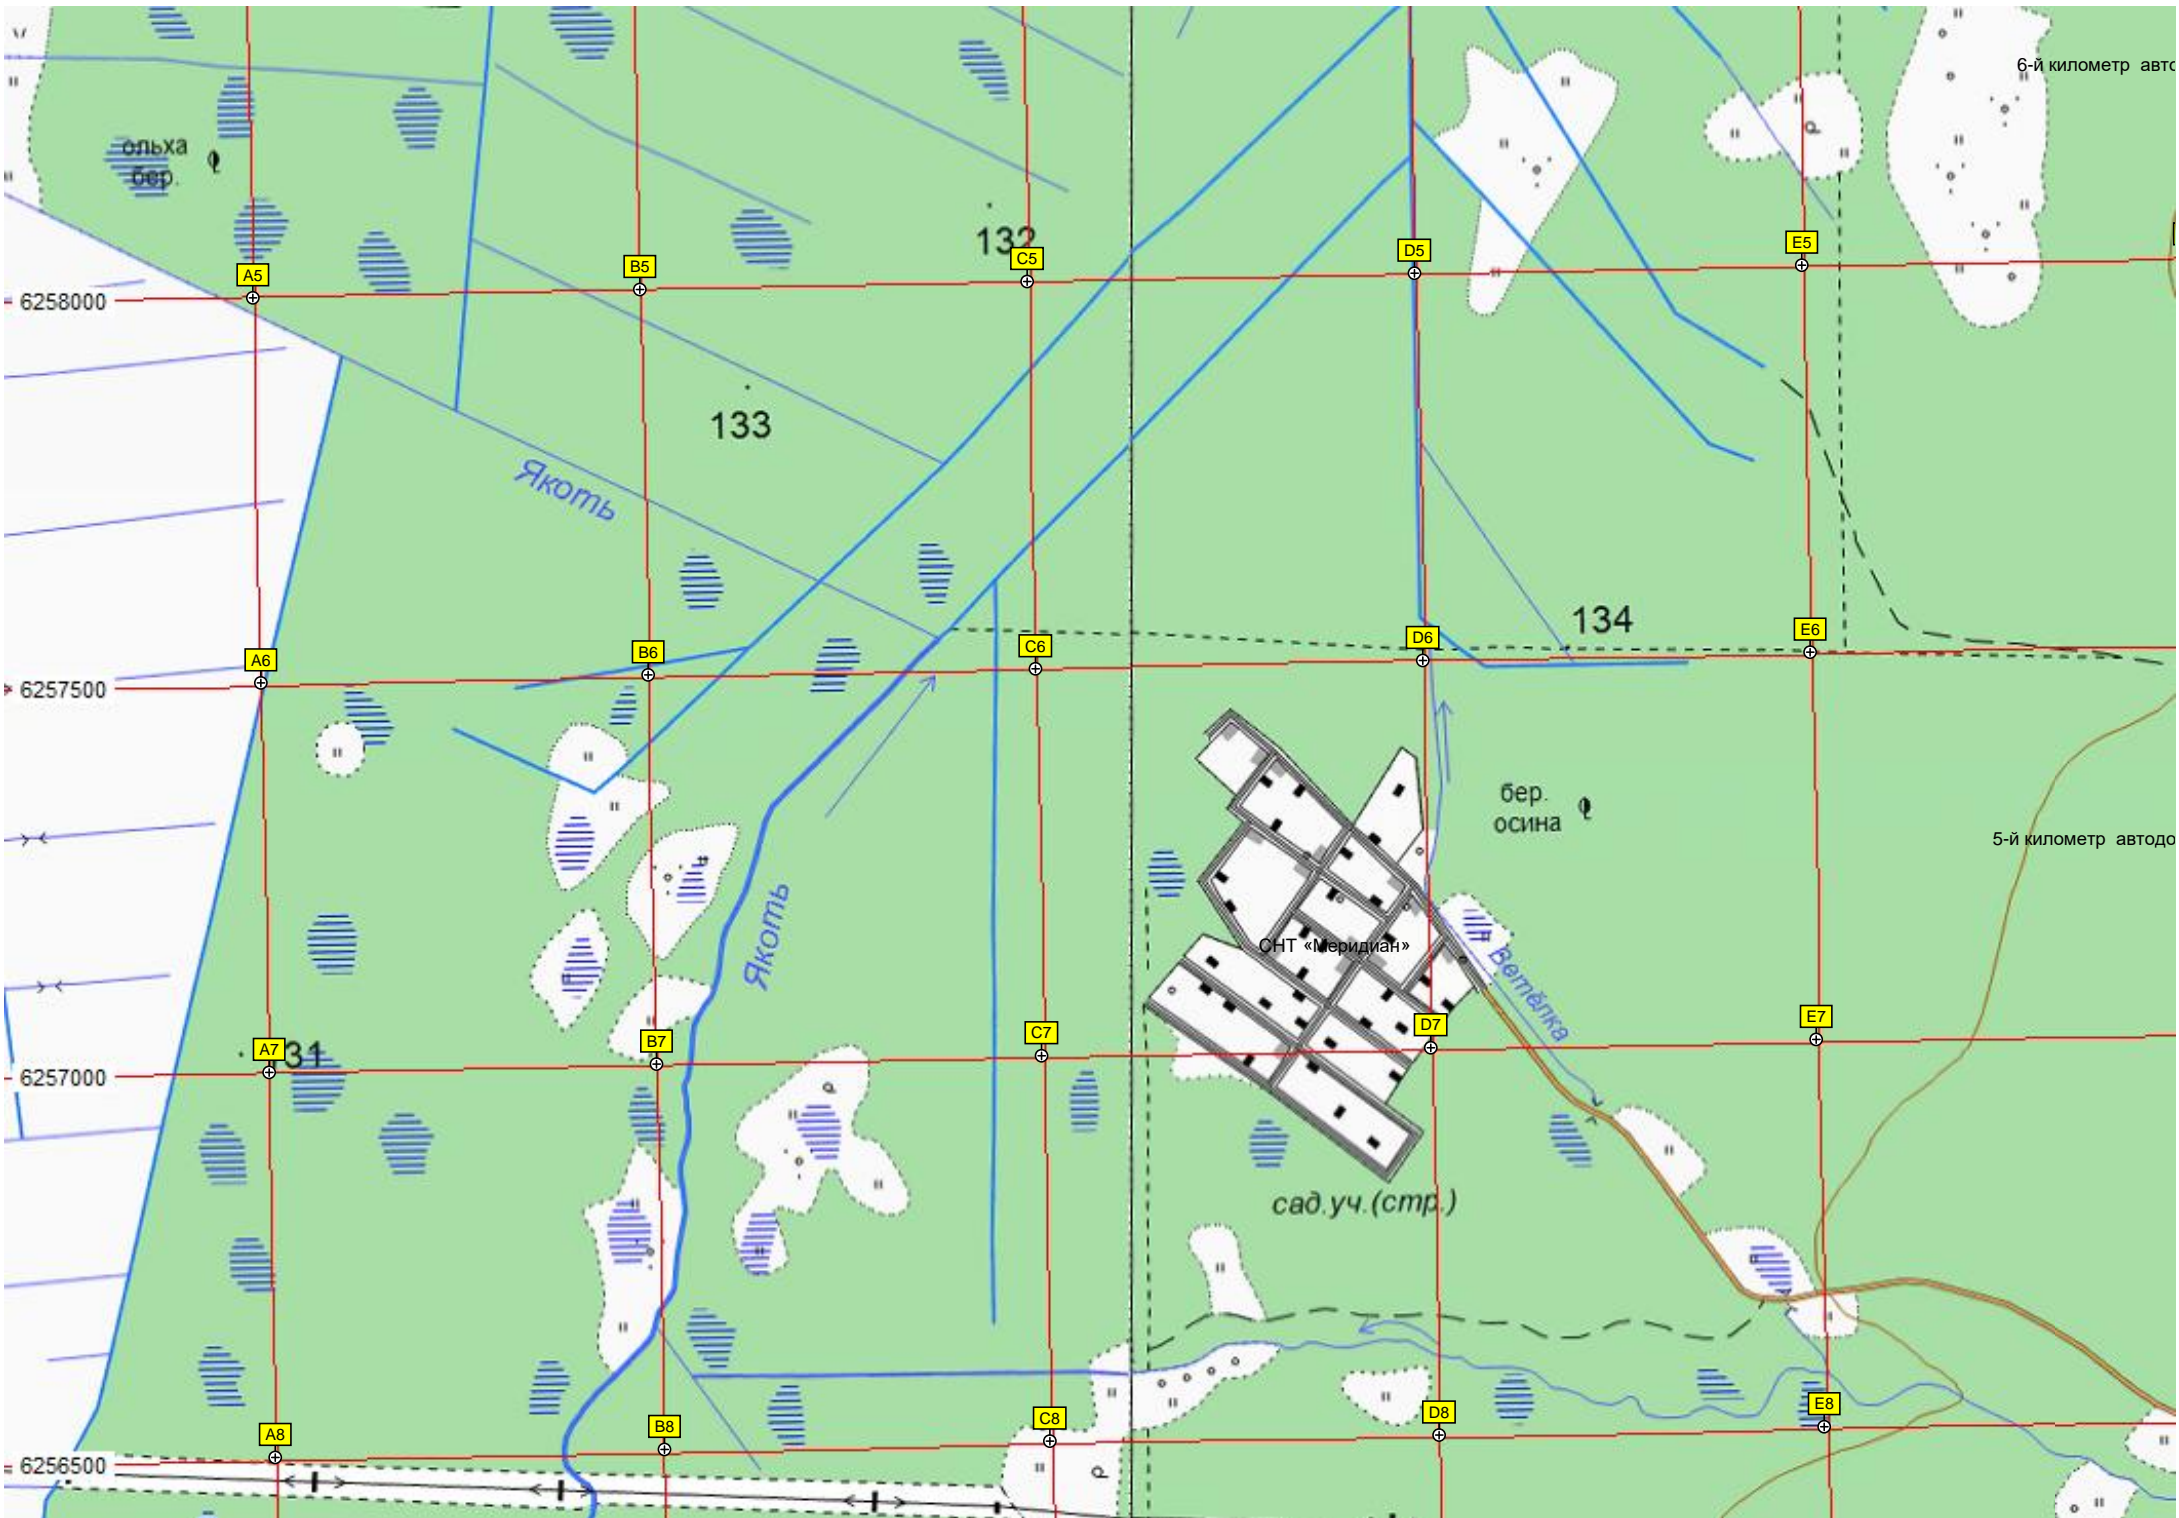 6-й километр авто
ольха
бер.
132
A5
B5
C5
D5
E5
6258000
133
Якоть
134
A6
B6
C6
D6
E6
6257500
бер.
осина
5-й километр автодо
Якоть
СНТ «Меридиан»
Ветёлка
A7
31
B7
C7
D7
E7
6257000
сад.уч.(стр.)
A8
B8
C8
D8
E8
6256500